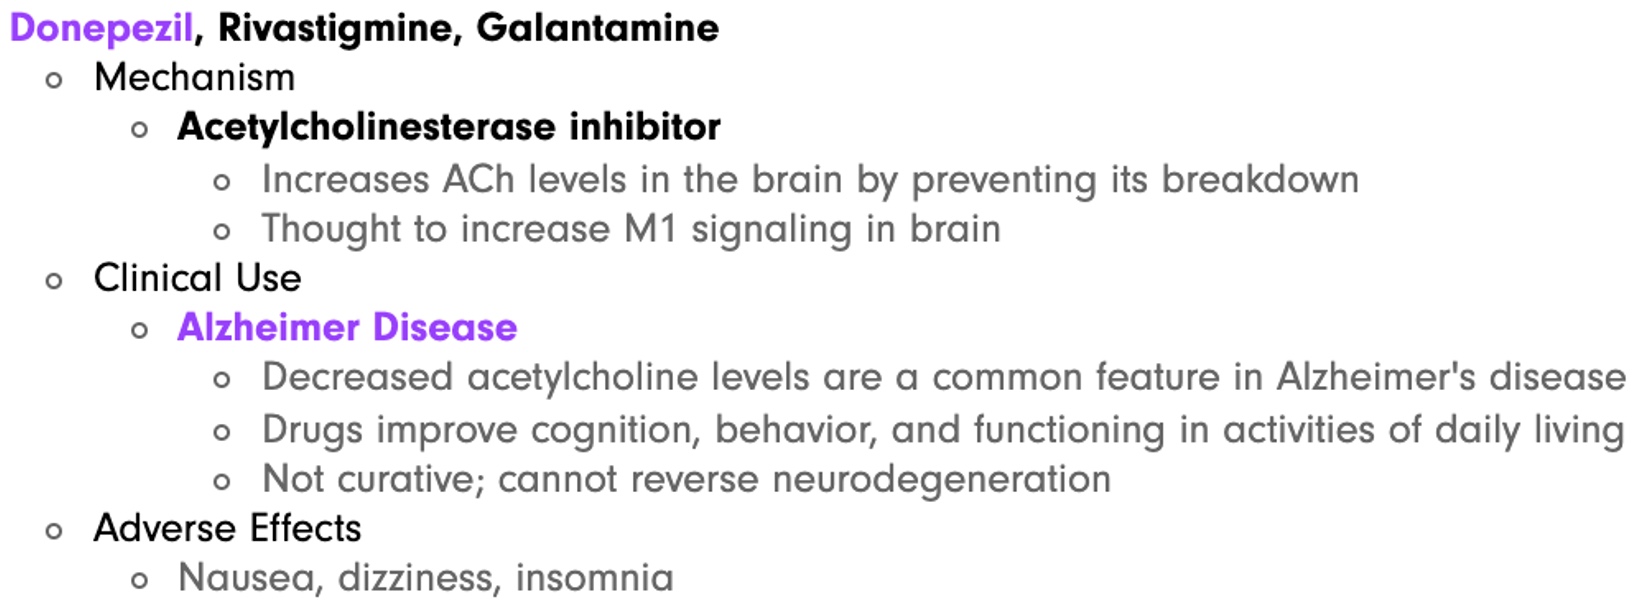 Donepezil, Rivastigmine, Galantamine
Mechanism
Acetylcholinesterase inhibitor
Increases ACh levels in the brain by preventing its breakdown
Thought to increase M1 signaling in brain
Clinical Use
Alzheimer Disease
Decreased acetylcholine levels are a common feature in Alzheimer's disease
Drugs improve cognition, behavior, and functioning in activities of daily living
Not curative; cannot reverse neurodegeneration
Adverse Effects
Nausea, dizziness, insomnia